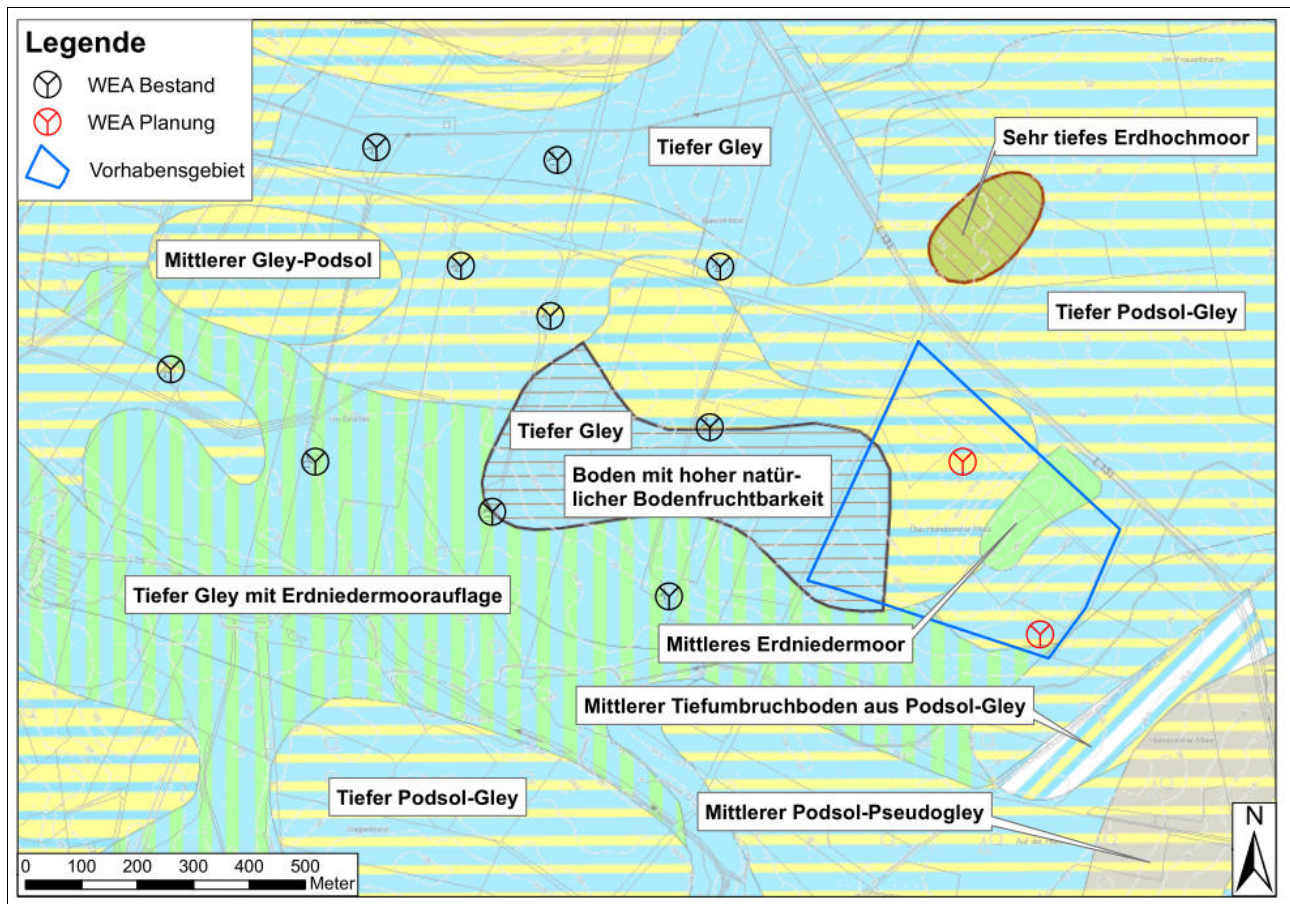 Legende
WEA Bestand
WEA Planung
Vorhabensgebiet
Tiefer Gley
Sehr tiefes Erdhochmoor
Mittlerer Gley-Podsol
Tiefer Podsol-Gley
Tiefer Gley
Boden mit hoher natür-
licher Bodenfruchtbarkeit
Tiefer Gley mit Erdniedermoorauflage
Mittleres Erdniedermoor
Mittlerer Tiefumbruchboden aus Podsol-Gley
Tiefer Podsol-Gley
Mittlerer Podsol-Pseudogley
N
0 100 200 300 400 500
Meter